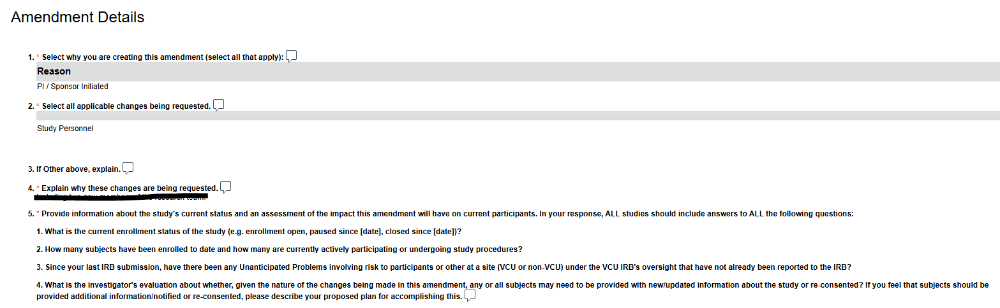 Amendment Details
1. * Select why you are creating this amendment (select all that apply):
Reason
PI / Sponsor Initiated
2. * Select all applicable changes being requested.
Study Personnel
3. If Other above, explain.
4. * Explain why these changes are being requested.
5. * Provide information about the study's current status and an assessment of the impact this amendment will have on current participants. In your response, ALL studies should include answers to ALL the following questions:
1. What is the current enrollment status of the study (e.g. enrollment open, paused since [date], closed since [date])?
2. How many subjects have been enrolled to date and how many are currently actively participating or undergoing study procedures?
3. Since your last IRB submission, have there been any Unanticipated Problems involving risk to participants or other at a site (VCU or non-VCU) under the VCU IRB's oversight that have not already been reported to the IRB?
4. What is the investigator's evaluation about whether, given the nature of the changes being made in this amendment, any or all subjects may need to be provided with new/updated information about the study or re-consented? If you feel that subjects should be
provided additional information/notified or re-consented, please describe your proposed plan for accomplishing this.